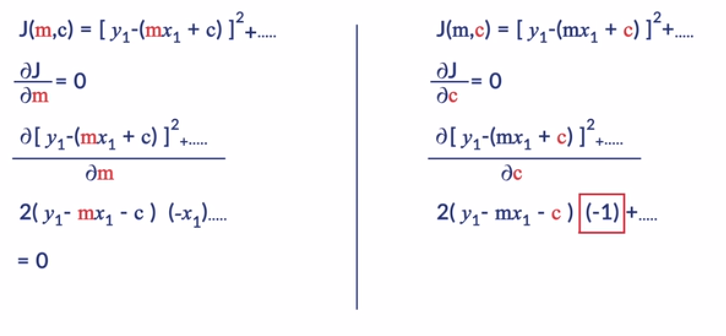 J(m,c) = [ y₁-(mx₁ + c) ]²+.....
∂J
∂m
= 0
∂[ y₁-(mx₁ + c) ]²+.....
∂m
2( y₁- mx₁ - c ) (-x₁).....
= 0
J(m,c) = [ y₁-(mx₁ + c) ]²+.....
∂J
∂c
= 0
∂[ y₁-(mx₁ + c) ]²+.....
∂c
2( y₁- mx₁ - c ) (-1) +.....